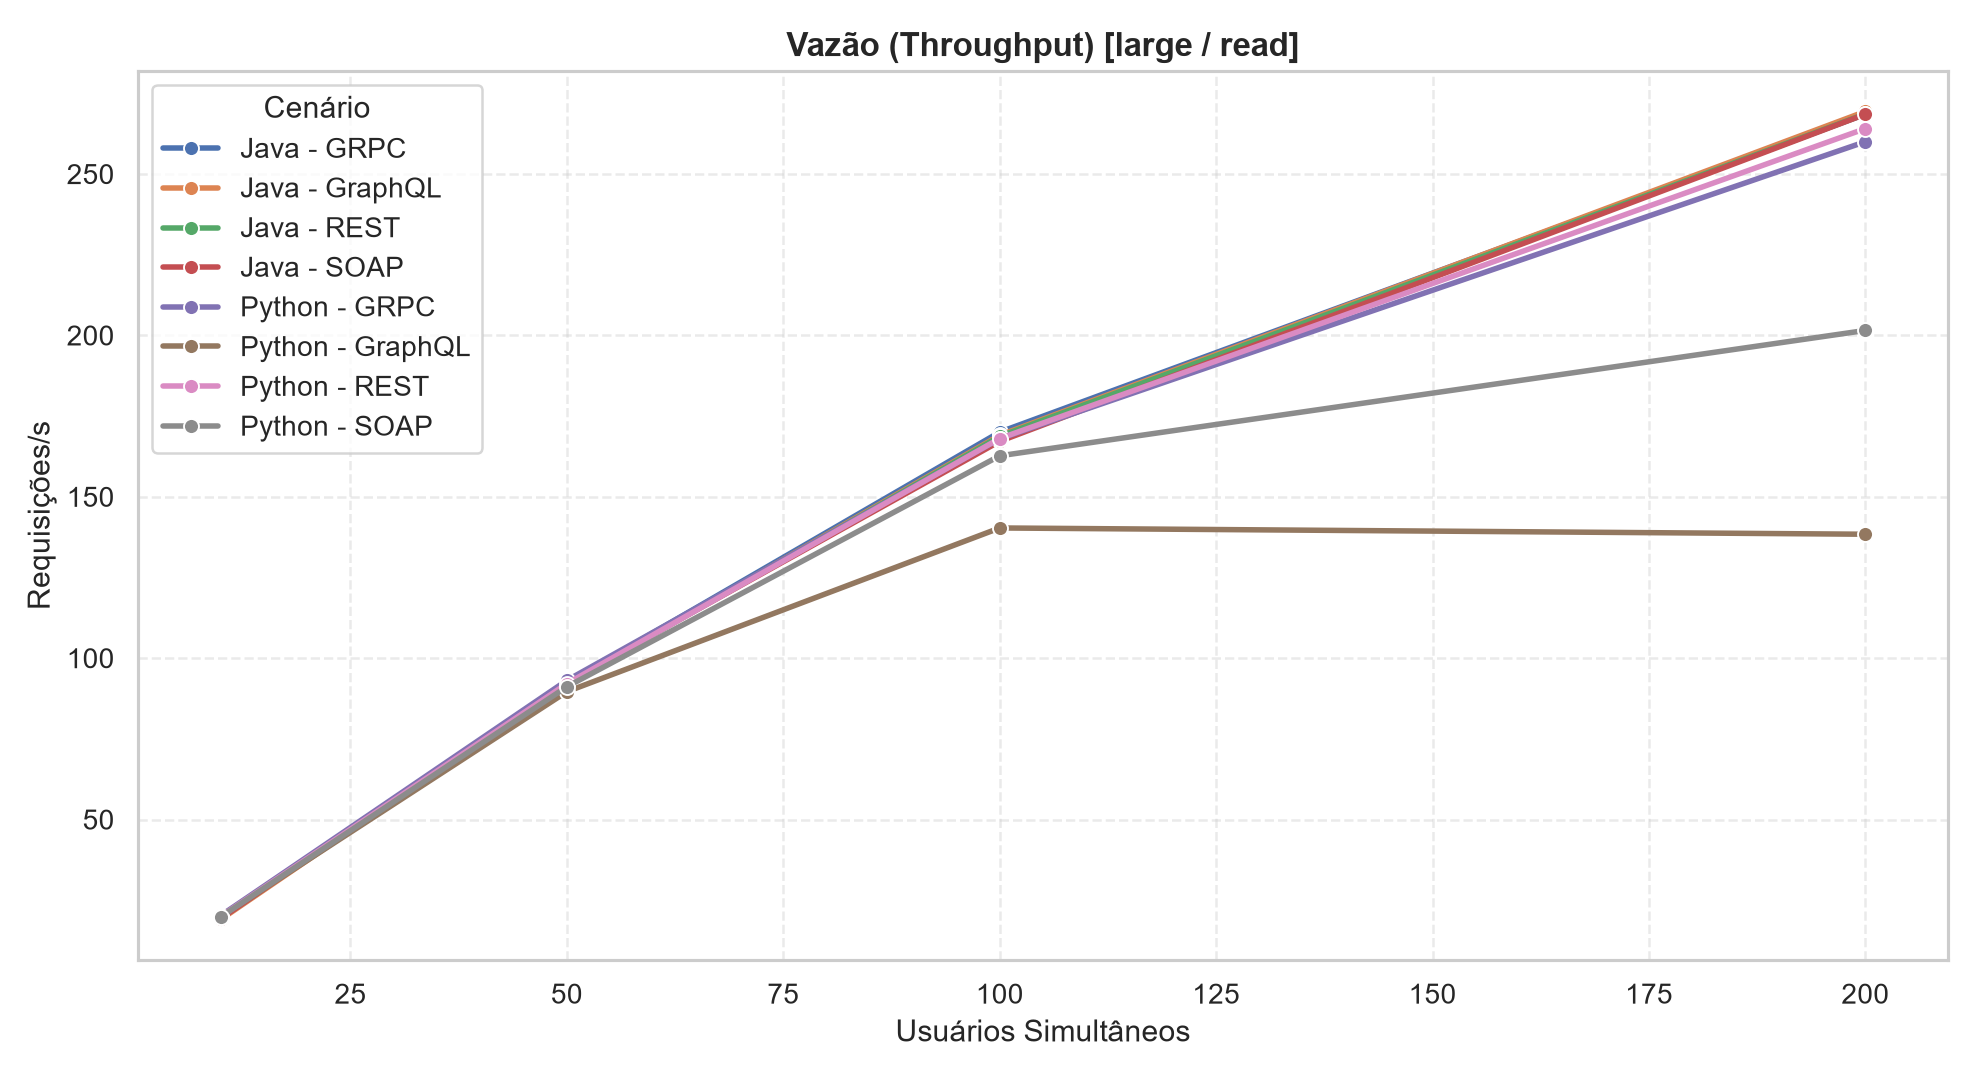 Vazão (Throughput) [large / read]
Cenário
Java - GRPC
Java - GraphQL
Java - REST
Java - SOAP
Python - GRPC
Python - GraphQL
Python - REST
Python - SOAP
Requisições/s
250
200
150
100
50
25 50 75 100 125 150 175 200
Usuários Simultâneos